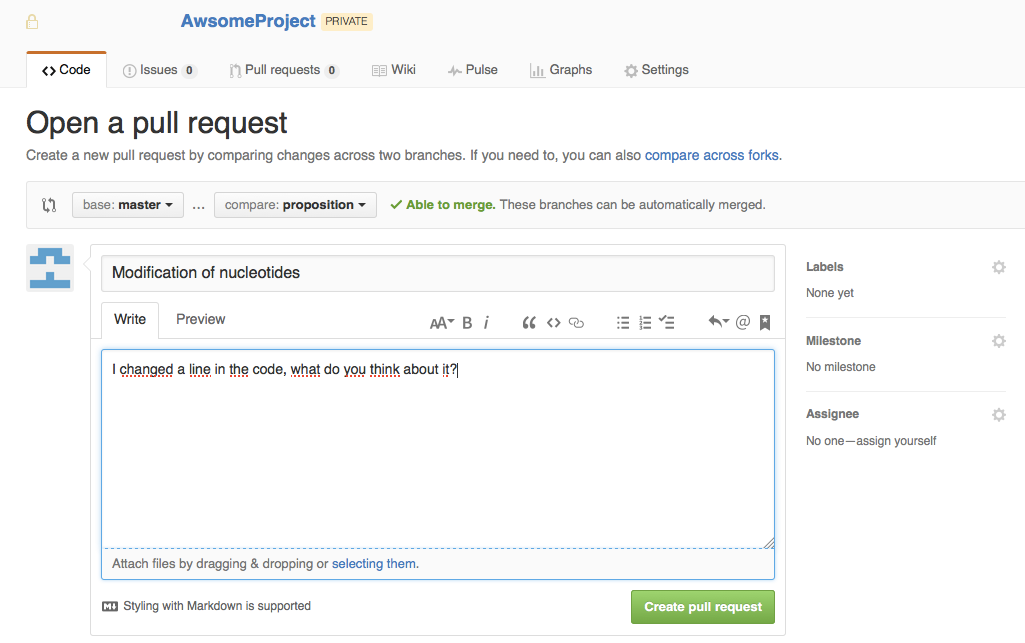 AwsomeProject PRIVATE
Code Issues 0 Pull requests 0 Wiki Pulse Graphs Settings
Open a pull request
Create a new pull request by comparing changes across two branches. If you need to, you can also compare across forks.
base: master ... compare: proposition Able to merge. These branches can be automatically merged.
Modification of nucleotides
Write Preview AA B i @
I changed a line in the code, what do you think about it?
Attach files by dragging & dropping or selecting them.
Styling with Markdown is supported
Create pull request
Labels
None yet
Milestone
No milestone
Assignee
No one—assign yourself